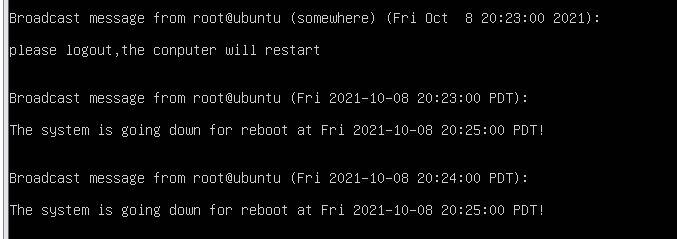 Broadcast message from root@ubuntu (somewhere) (Fri Oct  8 20:23:00 2021):
please logout,the conputer will restart
Broadcast message from root@ubuntu (Fri 2021-10-08 20:23:00 PDT):
The system is going down for reboot at Fri 2021-10-08 20:25:00 PDT!
Broadcast message from root@ubuntu (Fri 2021-10-08 20:24:00 PDT):
The system is going down for reboot at Fri 2021-10-08 20:25:00 PDT!